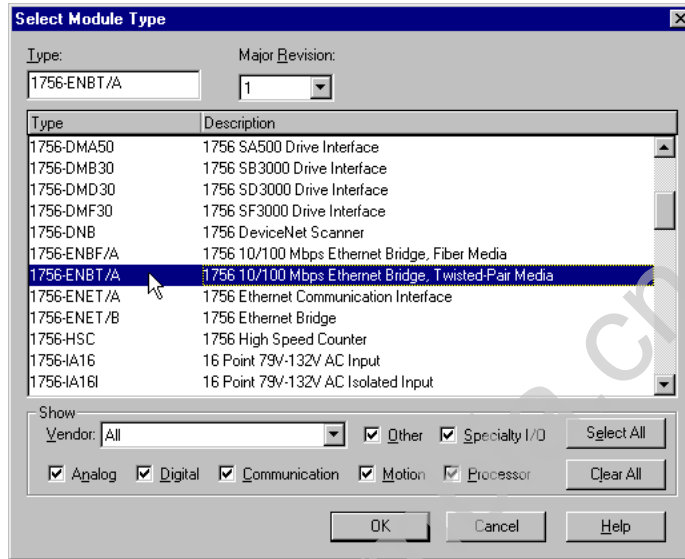 Select Module Type
Type: Major Revision:
1756-ENBT/A 1
Type Description
1756-DMA50 1756 SA500 Drive Interface
1756-DMB30 1756 SB3000 Drive Interface
1756-DMD30 1756 SD3000 Drive Interface
1756-DMF30 1756 SF3000 Drive Interface
1756-DNB 1756 DeviceNet Scanner
1756-ENBF/A 1756 10/100 Mbps Ethernet Bridge, Fiber Media
1756-ENBT/A 1756 10/100 Mbps Ethernet Bridge, Twisted-Pair Media
1756-ENET/A 1756 Ethernet Communication Interface
1756-ENET/B 1756 Ethernet Bridge
1756-HSC 1756 High Speed Counter
1756-IA16 16 Point 79V-132V AC Input
1756-IA16I 16 Point 79V-132V AC Isolated Input
Show
Vendor: All Other Specialty I/O Select All
Analog Digital Communication Motion Processor Clear All
OK Cancel Help